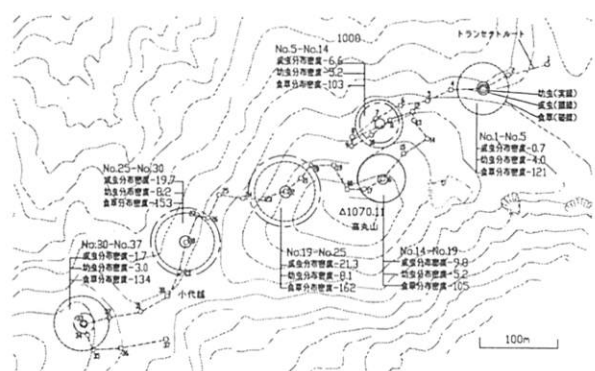 トランセクトルート
1000
No.5-No.14
成虫分布密度-6.6
幼虫分布密度-5.2
食草分布密度-103
幼虫(実線)
成虫(鎖線)
食草(破線)
No.1-No.5
成虫分布密度-0.7
幼虫分布密度-4.0
食草分布密度-121
No.25-No.30
成虫分布密度-19.7
幼虫分布密度-8.2
食草分布密度-153
△1070.11
高丸山
No.30-No.37
成虫分布密度-1.7
幼虫分布密度-3.0
食草分布密度-134
No.19-No.25
成虫分布密度-21.3
幼虫分布密度-8.1
食草分布密度-162
No.14-No.19
成虫分布密度-9.8
幼虫分布密度-5.2
食草分布密度-105
小代越
100m